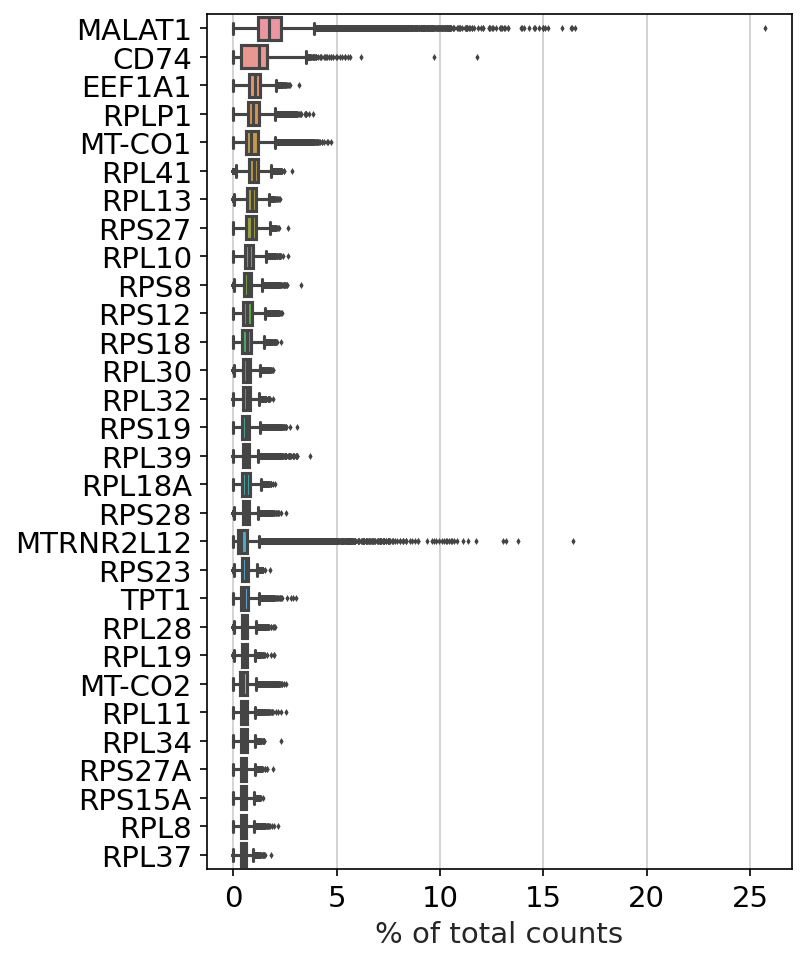 MALAT1
CD74
EEF1A1
RPLP1
MT-CO1
RPL41
RPL13
RPS27
RPL10
RPS8
RPS12
RPS18
RPL30
RPL32
RPS19
RPL39
RPL18A
RPS28
MTRNR2L12
RPS23
TPT1
RPL28
RPL19
MT-CO2
RPL11
RPL34
RPS27A
RPS15A
RPL8
RPL37
0 5 10 15 20 25
% of total counts